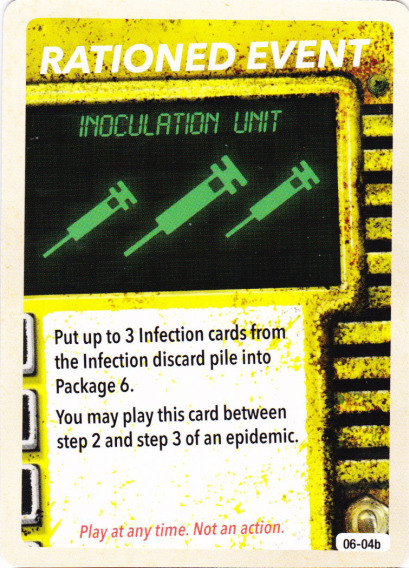 RATIONED EVENT
INOCULATION UNIT
Put up to 3 Infection cards from
the Infection discard pile into
Package 6.
You may play this card between
step 2 and step 3 of an epidemic.
Play at any time. Not an action.
06-04b